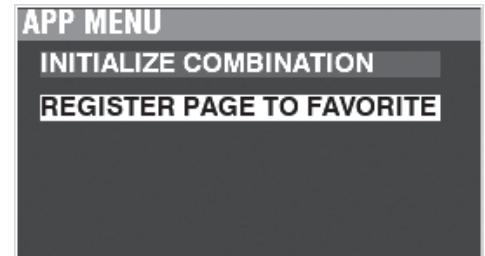 APP MENU
INITIALIZE COMBINATION
REGISTER PAGE TO FAVORITE